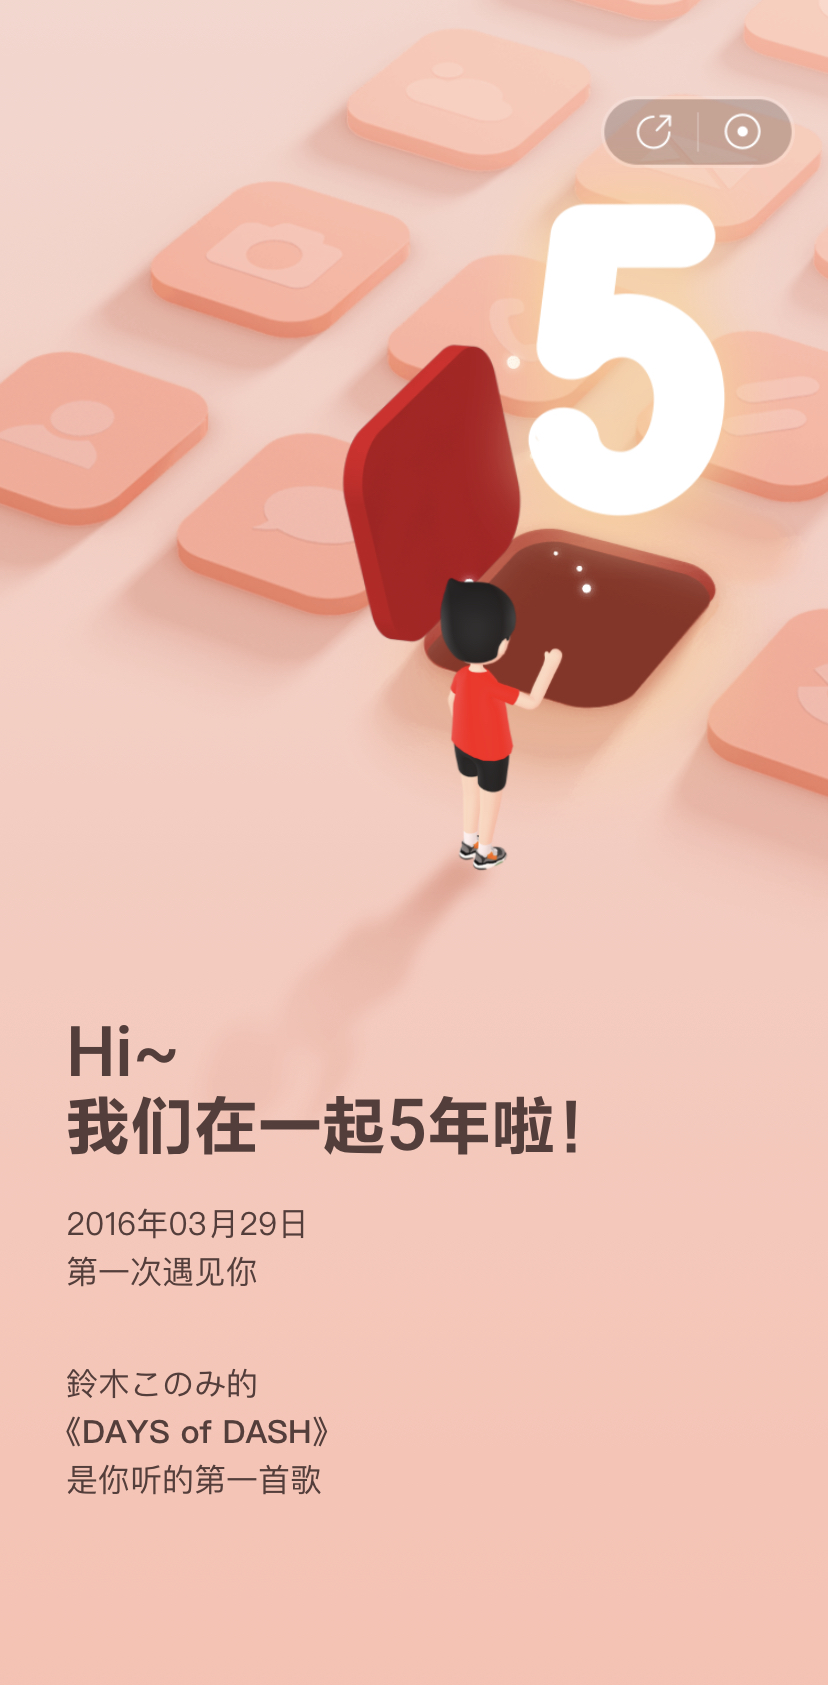 5
Hi~
我们在一起5年啦！
2016年03月29日
第一次遇见你
鈴木このみ的
《DAYS of DASH》
是你听的第一首歌